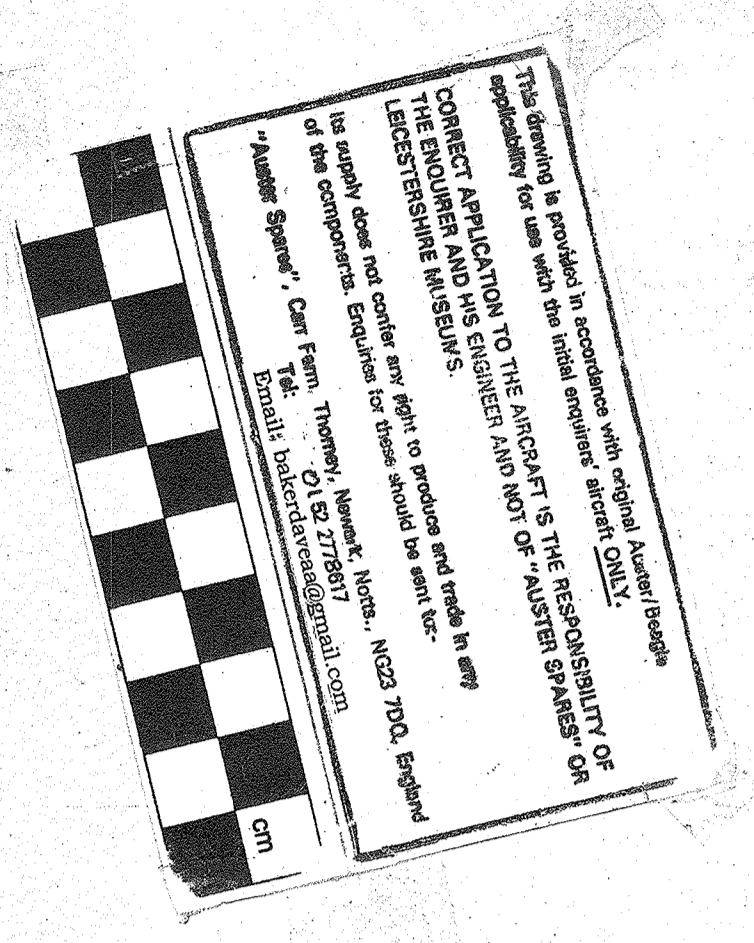 This drawing is provided in accordance with original Auster/Beagle
applicability for use with the initial enquirers' aircraft ONLY.
CORRECT APPLICATION TO THE AIRCRAFT IS THE RESPONSIBILITY OF
THE ENQUIRER AND HIS ENGINEER AND NOT OF "AUSTER SPARES" OR
LEICESTERSHIRE MUSEUMS.
Its supply does not confer any right to produce and trade in any
of the components. Enquiries for these should be sent to:-
"Auster Spares", Carr Farm, Thorney, Newark, Notts., NG23 7DQ, England
Tel: 0152 2778617
Email: bakerdaveaa@gmail.com
cm